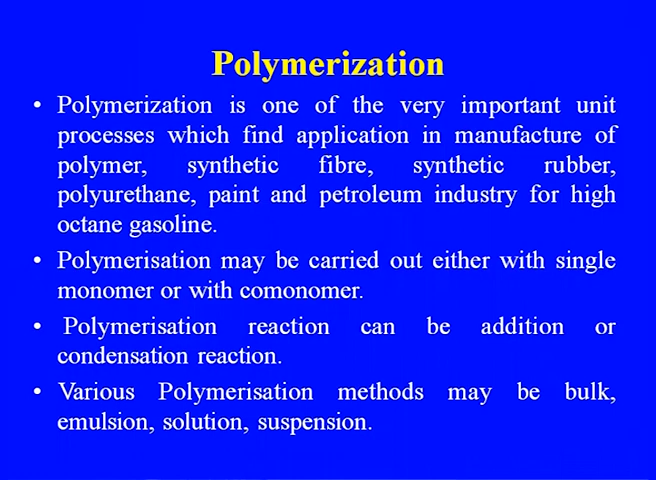 Polymerization
• Polymerization is one of the very important unit
processes which find application in manufacture of
polymer, synthetic fibre, synthetic rubber,
polyurethane, paint and petroleum industry for high
octane gasoline.
• Polymerisation may be carried out either with single
monomer or with comonomer.
• Polymerisation reaction can be addition or
condensation reaction.
• Various Polymerisation methods may be bulk,
emulsion, solution, suspension.